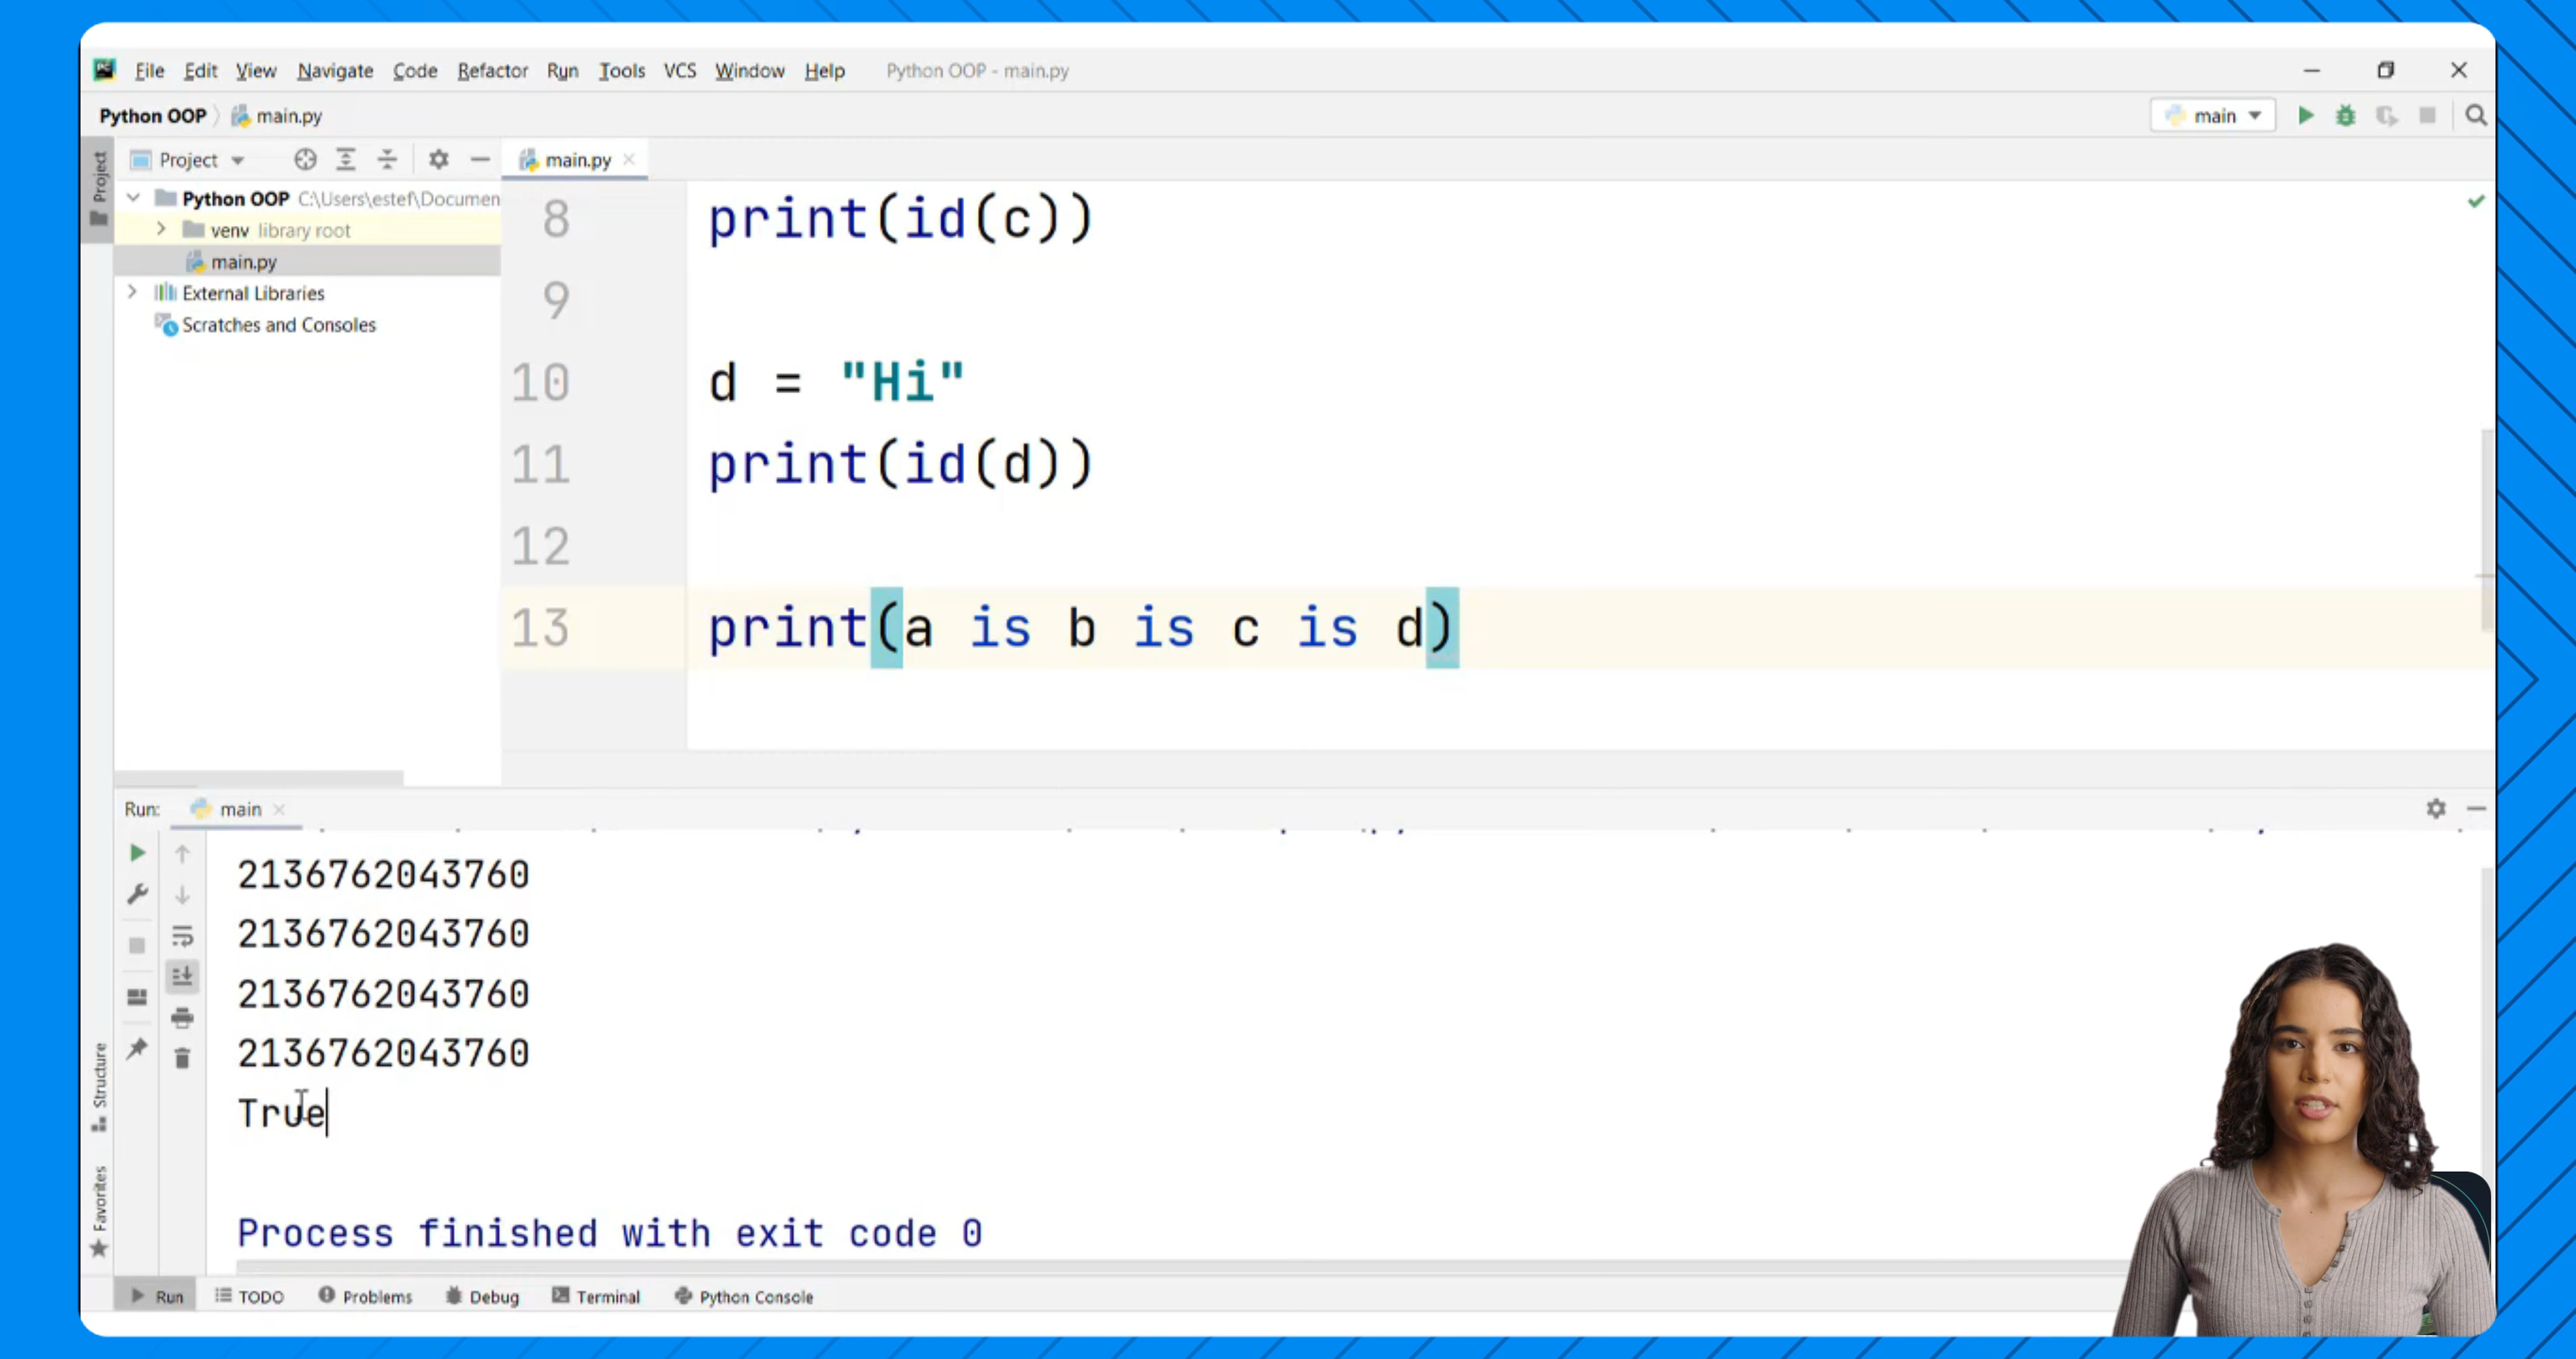 File Edit View Navigate Code Refactor Run Tools VCS Window Help Python OOP - main.py
Python OOP main.py main
Project
Project
main.py
Python OOP C:\Users\estef\Documen
venv library root
main.py
External Libraries
Scratches and Consoles
8 print(id(c))
9
10 d = "Hi"
11 print(id(d))
12
13 print(a is b is c is d)
Run: main
2136762043760
2136762043760
2136762043760
2136762043760
True
Process finished with exit code 0
Structure
Favorites
Run TODO Problems Debug Terminal Python Console